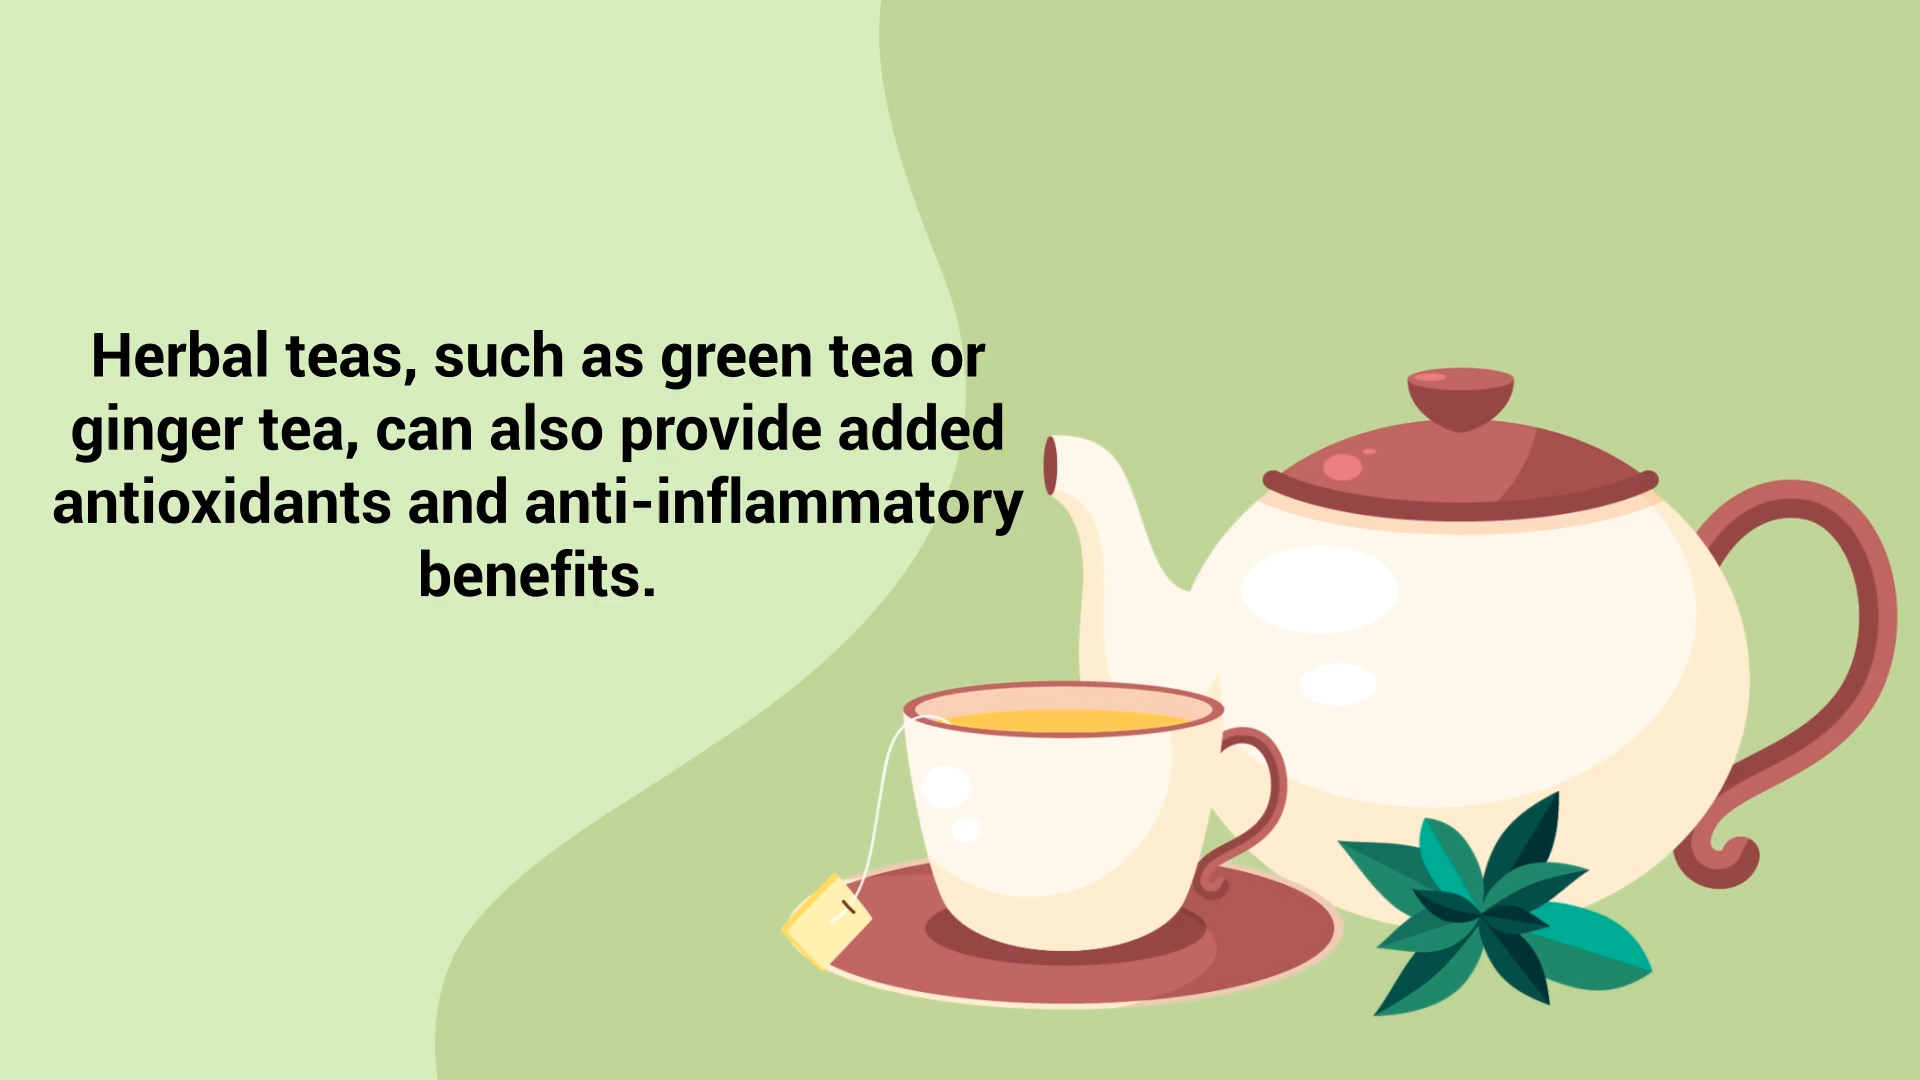 Herbal teas, such as green tea or
ginger tea, can also provide added
antioxidants and anti-inflammatory
benefits.